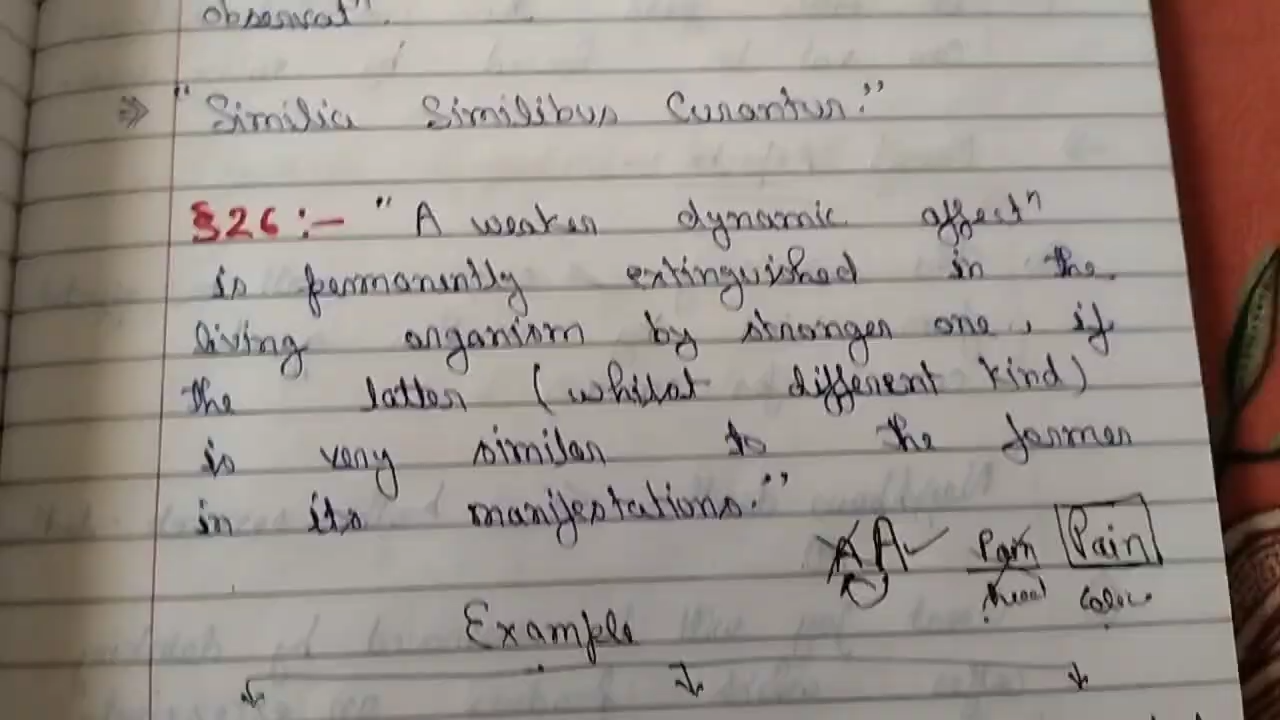 observatⁿ.
⇒ "Similia Similibus Curantur."
§26:- "A weaker dynamic affectⁿ
is permanently extinguished in the
living organism by stronger one, if
the latter (whilst different kind)
is very similar to the former
in its manifestations."
A A✓ Pain Pain
Example